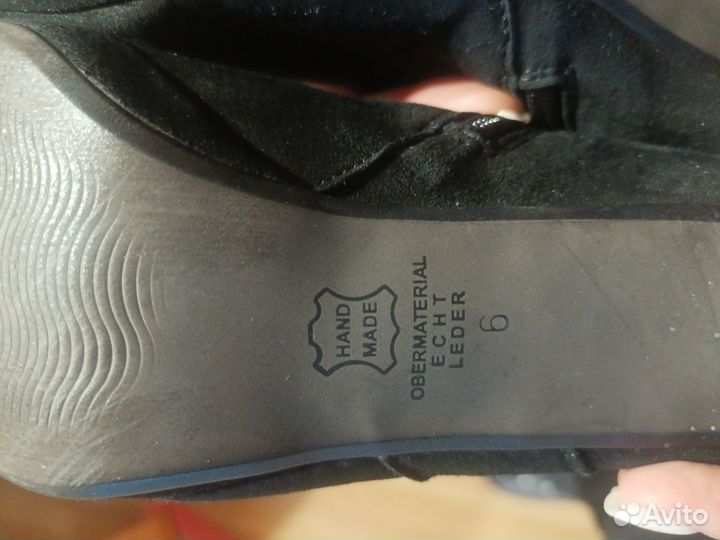 HAND
MADE
OBERMATERIAL
ECHT
LEDER
6
Avito